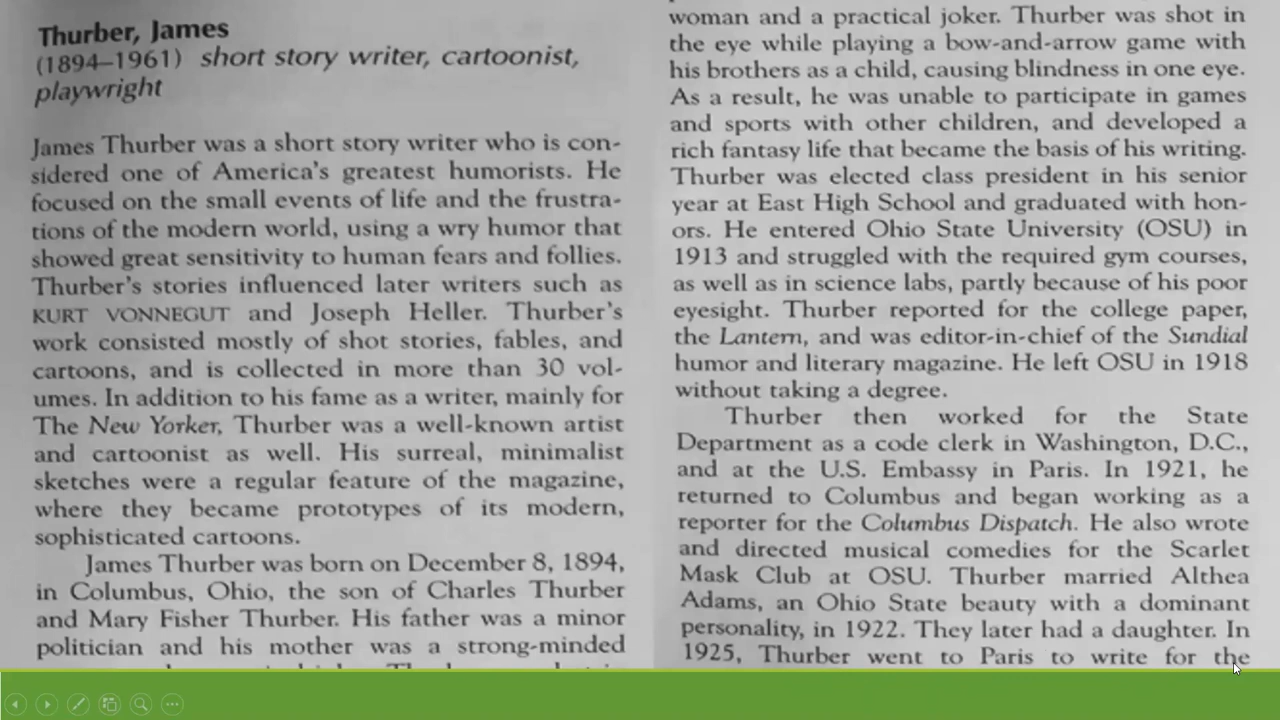 Thurber, James
(1894–1961) short story writer, cartoonist,
playwright
James Thurber was a short story writer who is con-
sidered one of America's greatest humorists. He
focused on the small events of life and the frustra-
tions of the modern world, using a wry humor that
showed great sensitivity to human fears and follies.
Thurber's stories influenced later writers such as
KURT VONNEGUT and Joseph Heller. Thurber's
work consisted mostly of shot stories, fables, and
cartoons, and is collected in more than 30 vol-
umes. In addition to his fame as a writer, mainly for
The New Yorker, Thurber was a well-known artist
and cartoonist as well. His surreal, minimalist
sketches were a regular feature of the magazine,
where they became prototypes of its modern,
sophisticated cartoons.
James Thurber was born on December 8, 1894,
in Columbus, Ohio, the son of Charles Thurber
and Mary Fisher Thurber. His father was a minor
politician and his mother was a strong-minded
woman and a practical joker. Thurber was shot in
the eye while playing a bow-and-arrow game with
his brothers as a child, causing blindness in one eye.
As a result, he was unable to participate in games
and sports with other children, and developed a
rich fantasy life that became the basis of his writing.
Thurber was elected class president in his senior
year at East High School and graduated with hon-
ors. He entered Ohio State University (OSU) in
1913 and struggled with the required gym courses,
as well as in science labs, partly because of his poor
eyesight. Thurber reported for the college paper,
the Lantern, and was editor-in-chief of the Sundial
humor and literary magazine. He left OSU in 1918
without taking a degree.
Thurber then worked for the State
Department as a code clerk in Washington, D.C.,
and at the U.S. Embassy in Paris. In 1921, he
returned to Columbus and began working as a
reporter for the Columbus Dispatch. He also wrote
and directed musical comedies for the Scarlet
Mask Club at OSU. Thurber married Althea
Adams, an Ohio State beauty with a dominant
personality, in 1922. They later had a daughter. In
1925, Thurber went to Paris to write for the